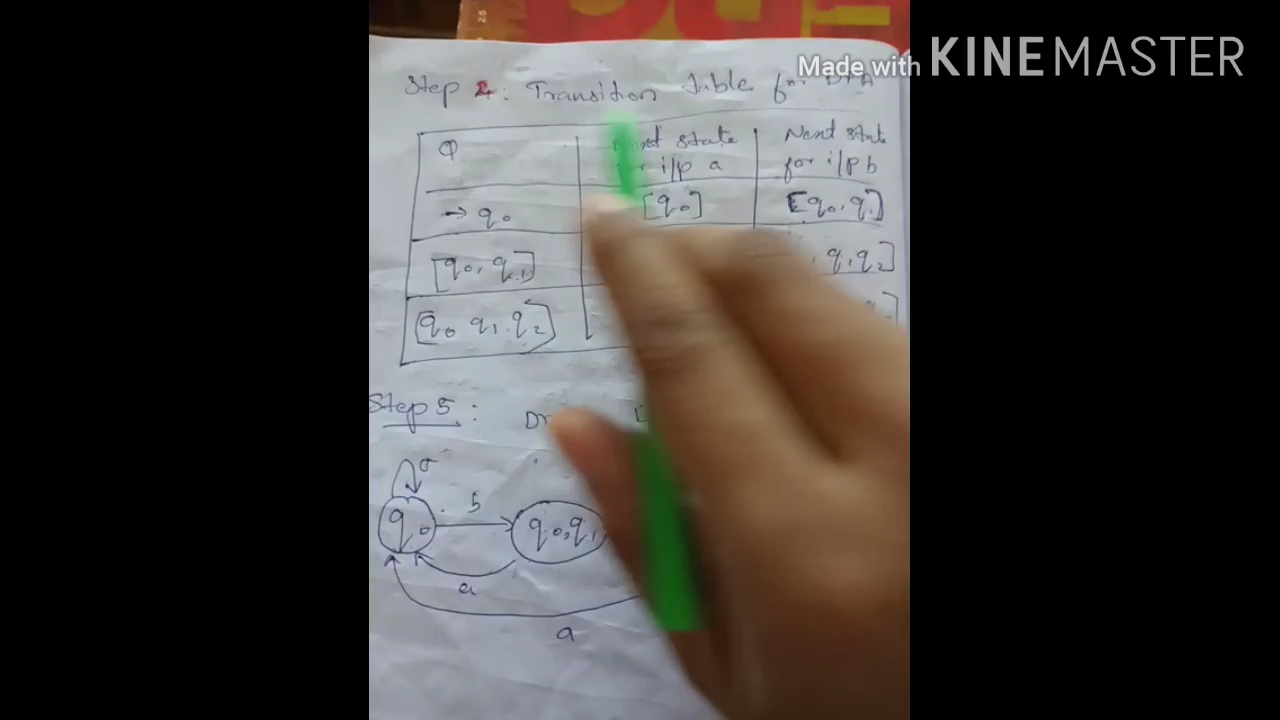 Made with KINEMASTER
Step 4: Transition table for DFA
Q Next state Next state
i/p a for i/p b
→ q0 [q0] [q0, q1]
[q0, q1] , q1 q2]
[q0 q1 q2]
Step 5:
a
b
q0 q0,q1
a
a